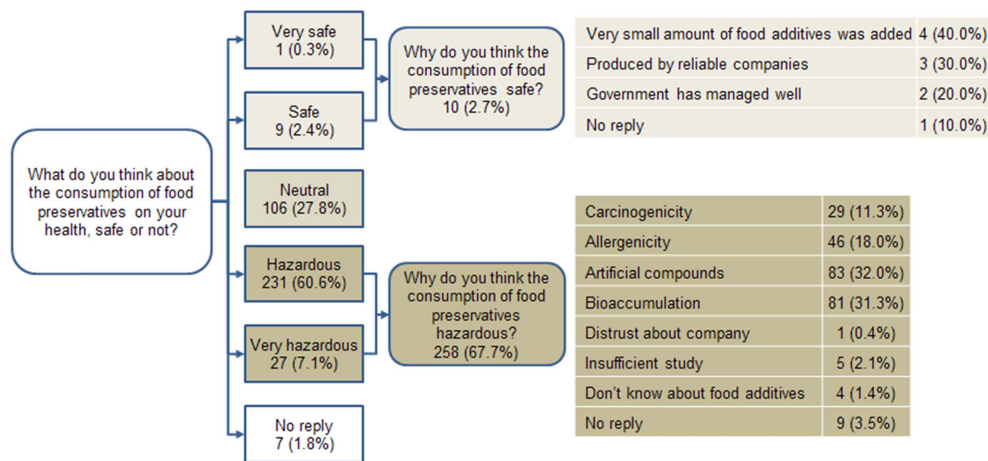 What do you think about
the consumption of food
preservatives on your
health, safe or not?
Very safe
1 (0.3%)
Safe
9 (2.4%)
Neutral
106 (27.8%)
Hazardous
231 (60.6%)
Very hazardous
27 (7.1%)
No reply
7 (1.8%)
Why do you think the
consumption of food
preservatives safe?
10 (2.7%)
Very small amount of food additives was added 4 (40.0%)
Produced by reliable companies 3 (30.0%)
Government has managed well 2 (20.0%)
No reply 1 (10.0%)
Why do you think the
consumption of food
preservatives
hazardous?
258 (67.7%)
Carcinogenicity 29 (11.3%)
Allergenicity 46 (18.0%)
Artificial compounds 83 (32.0%)
Bioaccumulation 81 (31.3%)
Distrust about company 1 (0.4%)
Insufficient study 5 (2.1%)
Don't know about food additives 4 (1.4%)
No reply 9 (3.5%)